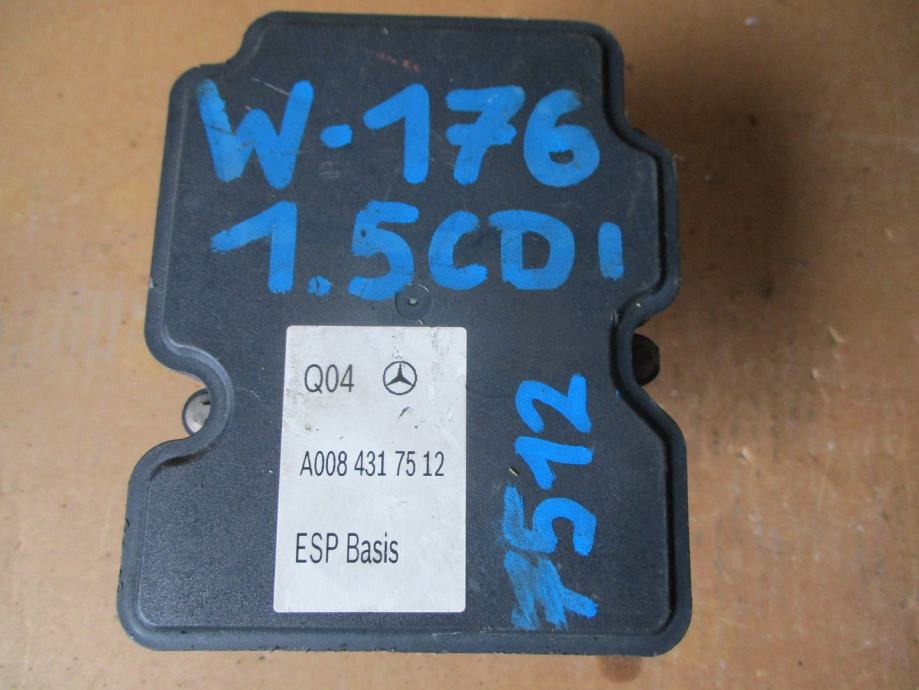 W-176
1.5CDI
Q04
A008 431 75 12
ESP Basis
7512